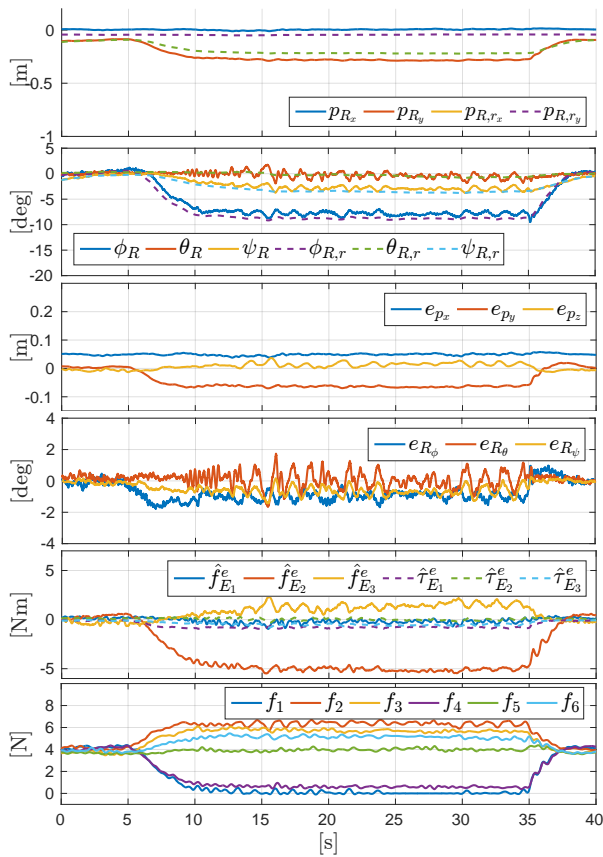 0
-0.5
-1
[m]
p_{R_x} p_{R_y} p_{R,r_x} p_{R,r_y}
5
0
-5
-10
-15
-20
[deg]
ϕ_R θ_R ψ_R ϕ_{R,r} θ_{R,r} ψ_{R,r}
0.2
0.1
0
-0.1
[m]
e_{p_x} e_{p_y} e_{p_z}
4
2
0
-2
-4
[deg]
e_{R_ϕ} e_{R_θ} e_{R_ψ}
0
-5
[Nm]
\hat{f}^e_{E_1} \hat{f}^e_{E_2} \hat{f}^e_{E_3} \hat{τ}^e_{E_1} \hat{τ}^e_{E_2} \hat{τ}^e_{E_3}
8
6
4
2
0
[N]
f_1 f_2 f_3 f_4 f_5 f_6
0 5 10 15 20 25 30 35 40
[s]